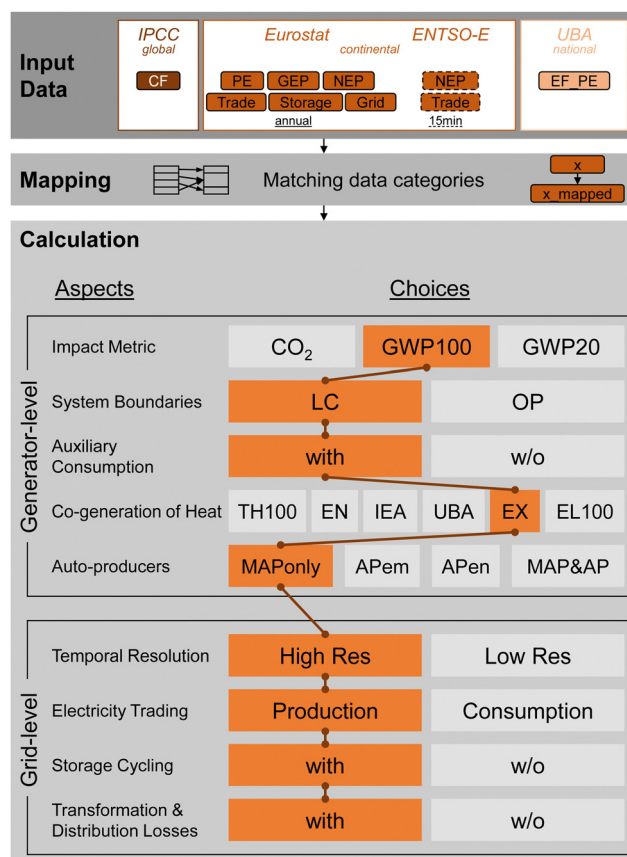 Input Data
IPCC
global
CF
Eurostat
ENTSO-E
continental
PE GEP NEP
Trade Storage Grid
annual
NEP
Trade
15min
UBA
national
EF_PE
Mapping
Matching data categories
x
x_mapped
Calculation
Aspects
Choices
Generator-level
Impact Metric
CO₂ GWP100 GWP20
System Boundaries
LC OP
Auxiliary
Consumption
with w/o
Co-generation of Heat
TH100 EN IEA UBA EX EL100
Auto-producers
MAPonly APem APen MAP&AP
Grid-level
Temporal Resolution
High Res Low Res
Electricity Trading
Production Consumption
Storage Cycling
with w/o
Transformation &
Distribution Losses
with w/o